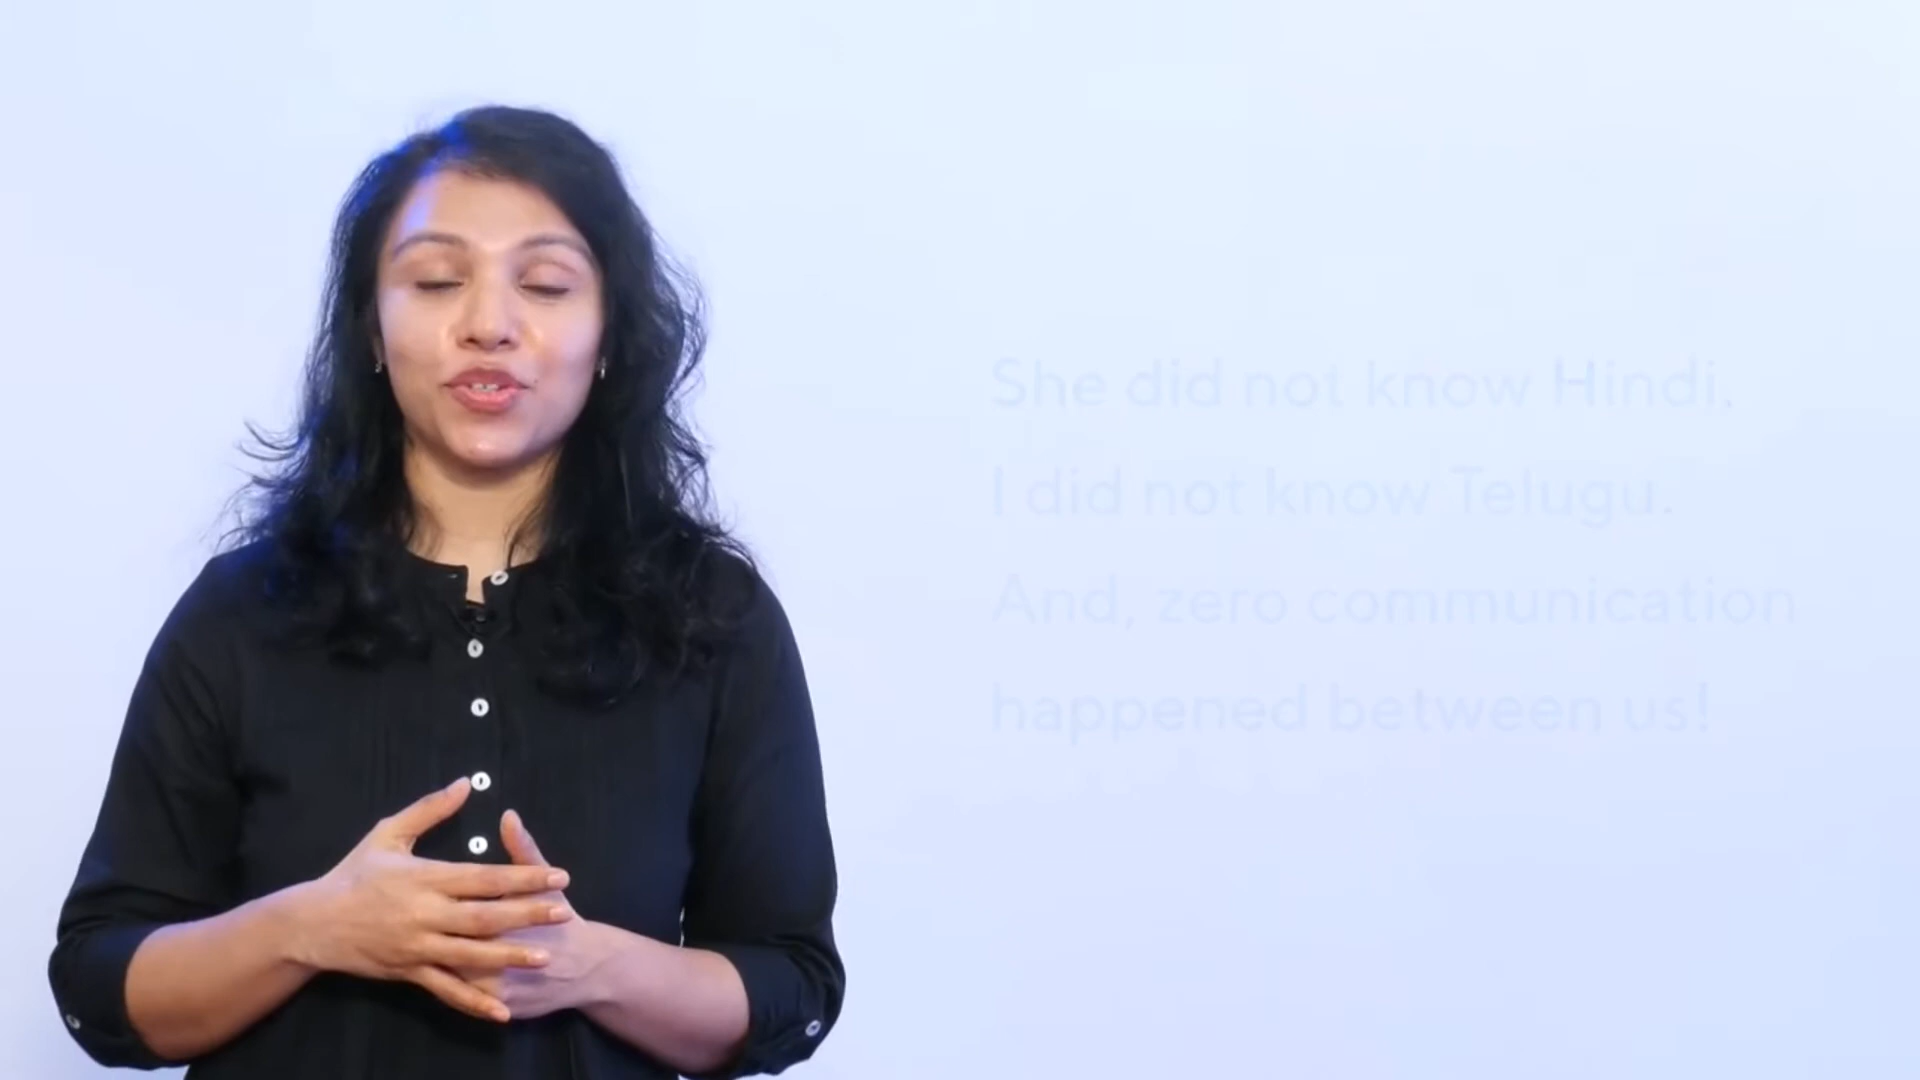 She did not know Hindi.
I did not know Telugu.
And, zero communication
happened between us!